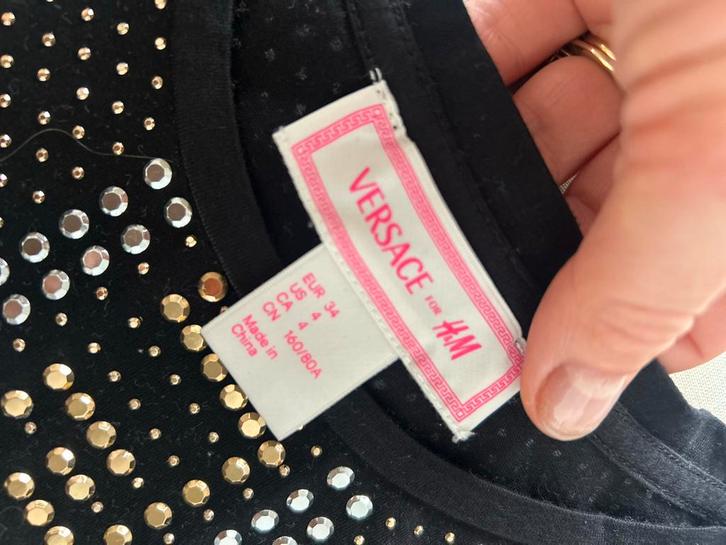 VERSACE FOR H&M
EUR 34
US 4
CA 4
CN 160/80A
Made in
China